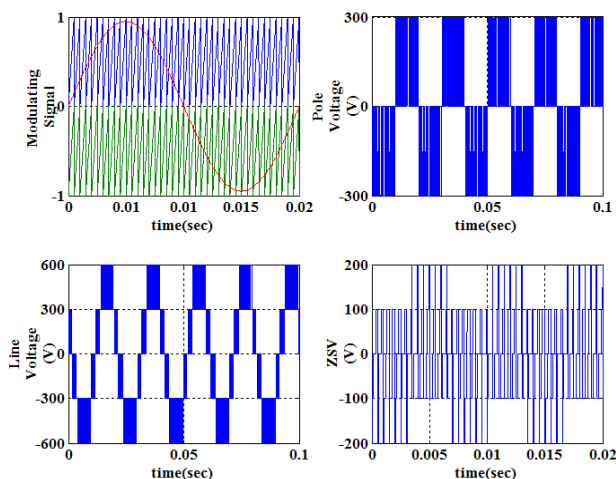 1
0
-1
Modulating
Signal
0
0.01
0.01
0.015
0.02
time(sec)
300
0
-300
Pole
Voltage
(V)
0
0.05
0.1
time(sec)
600
300
0
-300
-600
Line
Voltage
(V)
0
0.05
0.1
time(sec)
200
100
0
-100
-200
ZSV
(V)
0
0.005
0.01
0.015
0.02
time(sec)